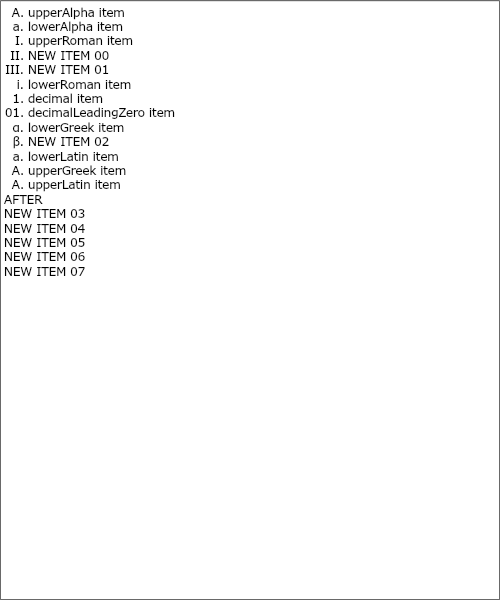 A. upperAlpha item
a. lowerAlpha item
I. upperRoman item
II. NEW ITEM 00
III. NEW ITEM 01
i. lowerRoman item
1. decimal item
01. decimalLeadingZero item
α. lowerGreek item
β. NEW ITEM 02
a. lowerLatin item
Α. upperGreek item
A. upperLatin item
AFTER
NEW ITEM 03
NEW ITEM 04
NEW ITEM 05
NEW ITEM 06
NEW ITEM 07